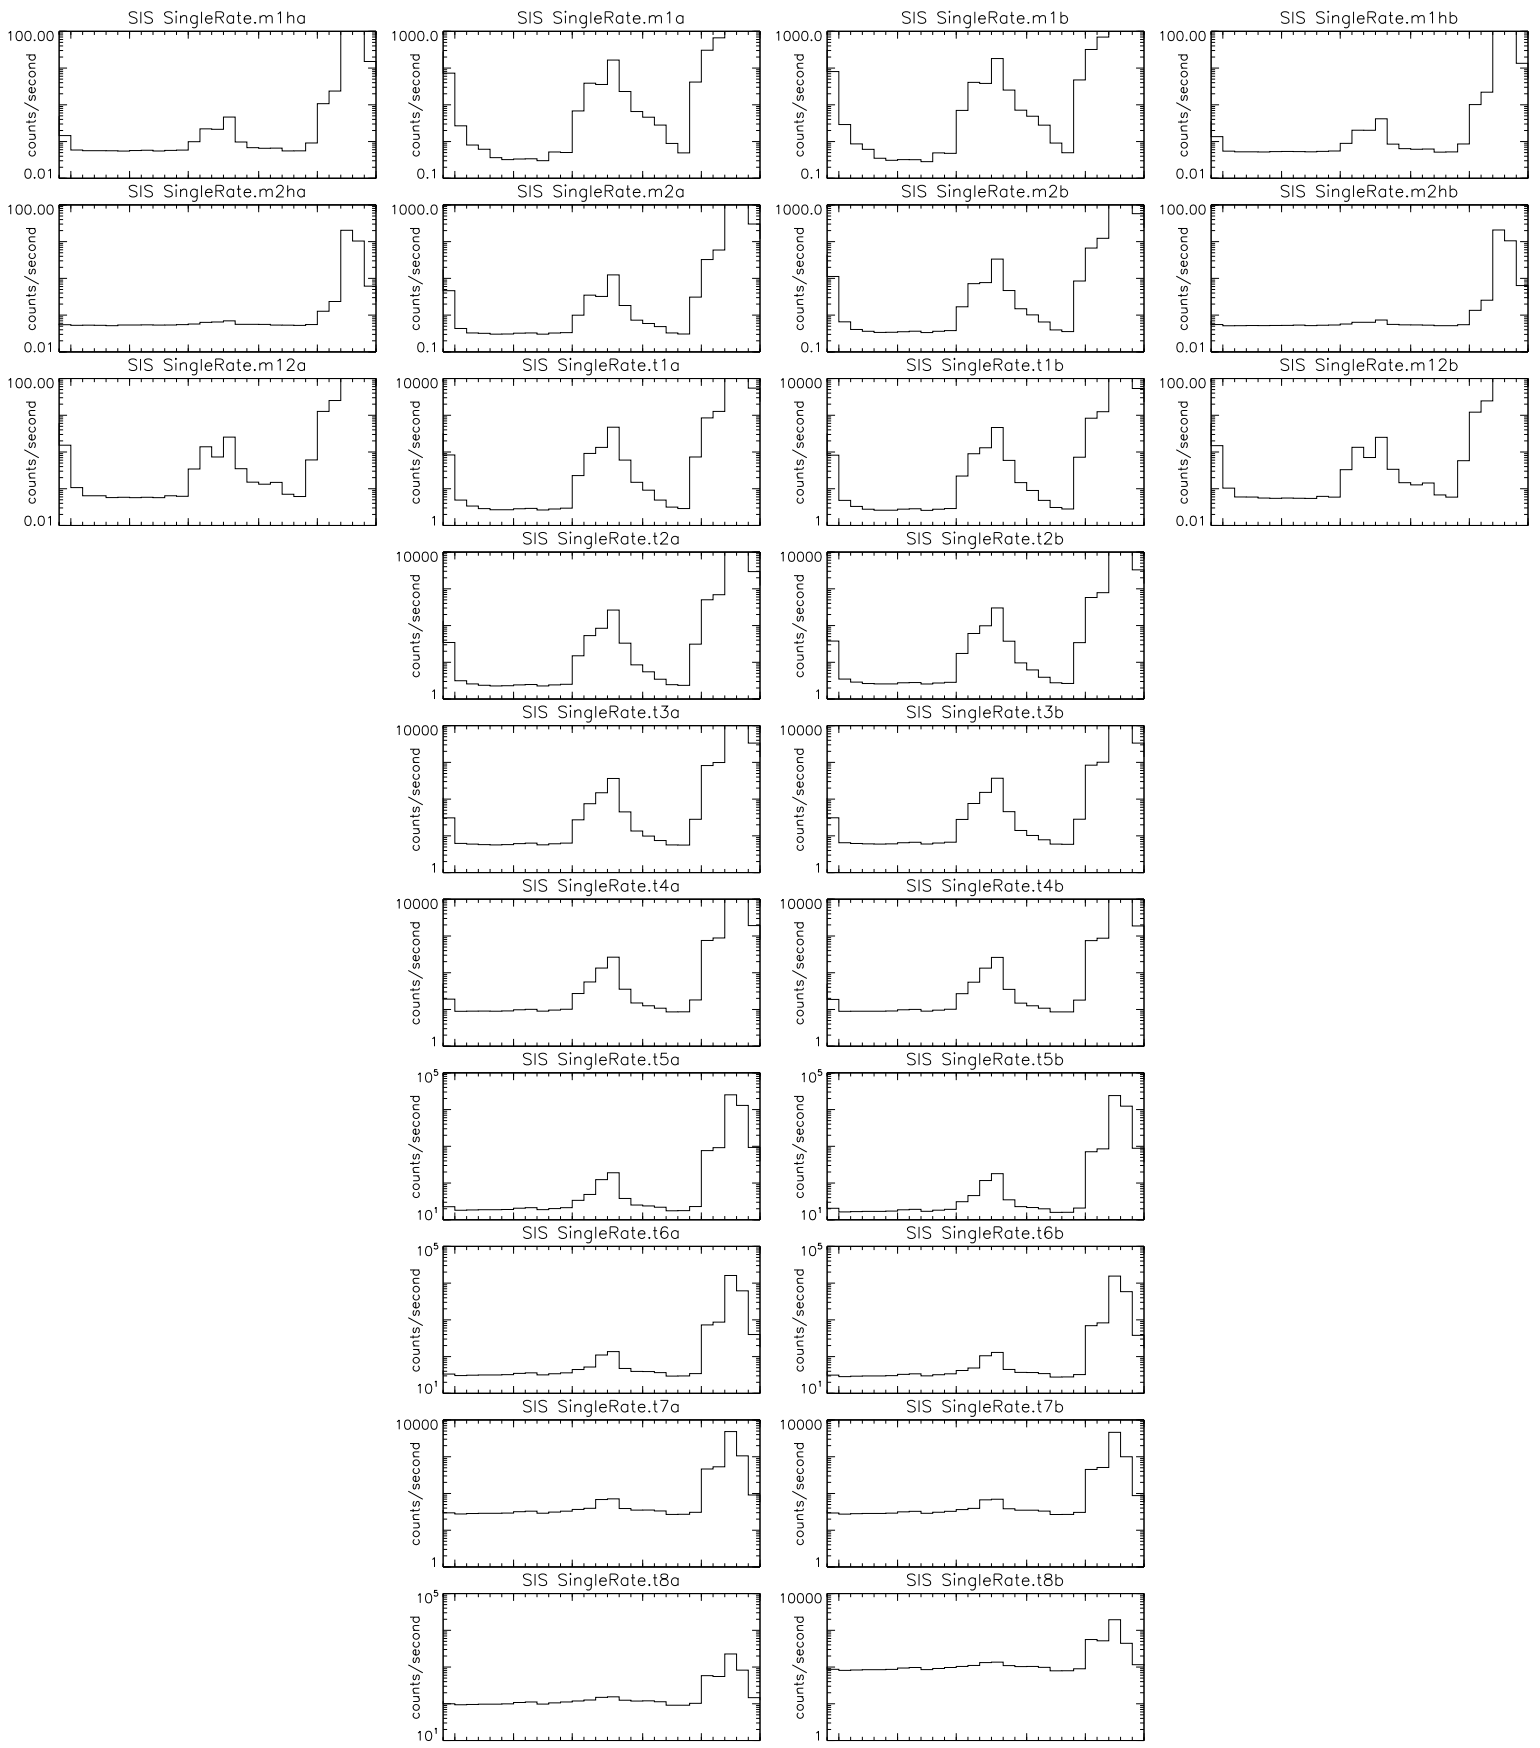 SIS SingleRate.m1ha SIS SingleRate.m1a SIS SingleRate.m1b SIS SingleRate.m1hb
100.00 1000.0 1000.0 100.00
counts/second counts/second counts/second counts/second
0.01 0.1 0.1 0.01
SIS SingleRate.m2ha SIS SingleRate.m2a SIS SingleRate.m2b SIS SingleRate.m2hb
100.00 1000.0 1000.0 100.00
counts/second counts/second counts/second counts/second
0.01 0.1 0.1 0.01
SIS SingleRate.m12a SIS SingleRate.t1a SIS SingleRate.t1b SIS SingleRate.m12b
100.00 10000 10000 100.00
counts/second counts/second counts/second counts/second
0.01 1 1 0.01
SIS SingleRate.t2a SIS SingleRate.t2b
10000 10000
counts/second counts/second
1 1
SIS SingleRate.t3a SIS SingleRate.t3b
10000 10000
counts/second counts/second
1 1
SIS SingleRate.t4a SIS SingleRate.t4b
10000 10000
counts/second counts/second
1 1
SIS SingleRate.t5a SIS SingleRate.t5b
10⁵ 10⁵
counts/second counts/second
10¹ 10¹
SIS SingleRate.t6a SIS SingleRate.t6b
10⁵ 10⁵
counts/second counts/second
10¹ 10¹
SIS SingleRate.t7a SIS SingleRate.t7b
10000 10000
counts/second counts/second
1 1
SIS SingleRate.t8a SIS SingleRate.t8b
10⁵ 10000
counts/second counts/second
10¹ 1